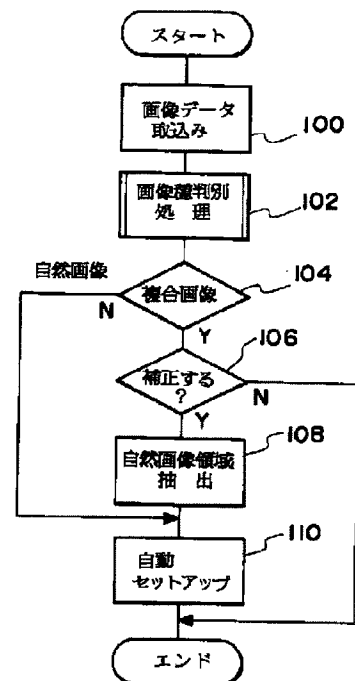 スタート
画像データ
取込み
100
画像種判別
処理
102
自然画像
複合画像
104
N
Y
106
補正する
?
N
Y
108
自然画像領域
抽出
110
自動
セットアップ
エンド